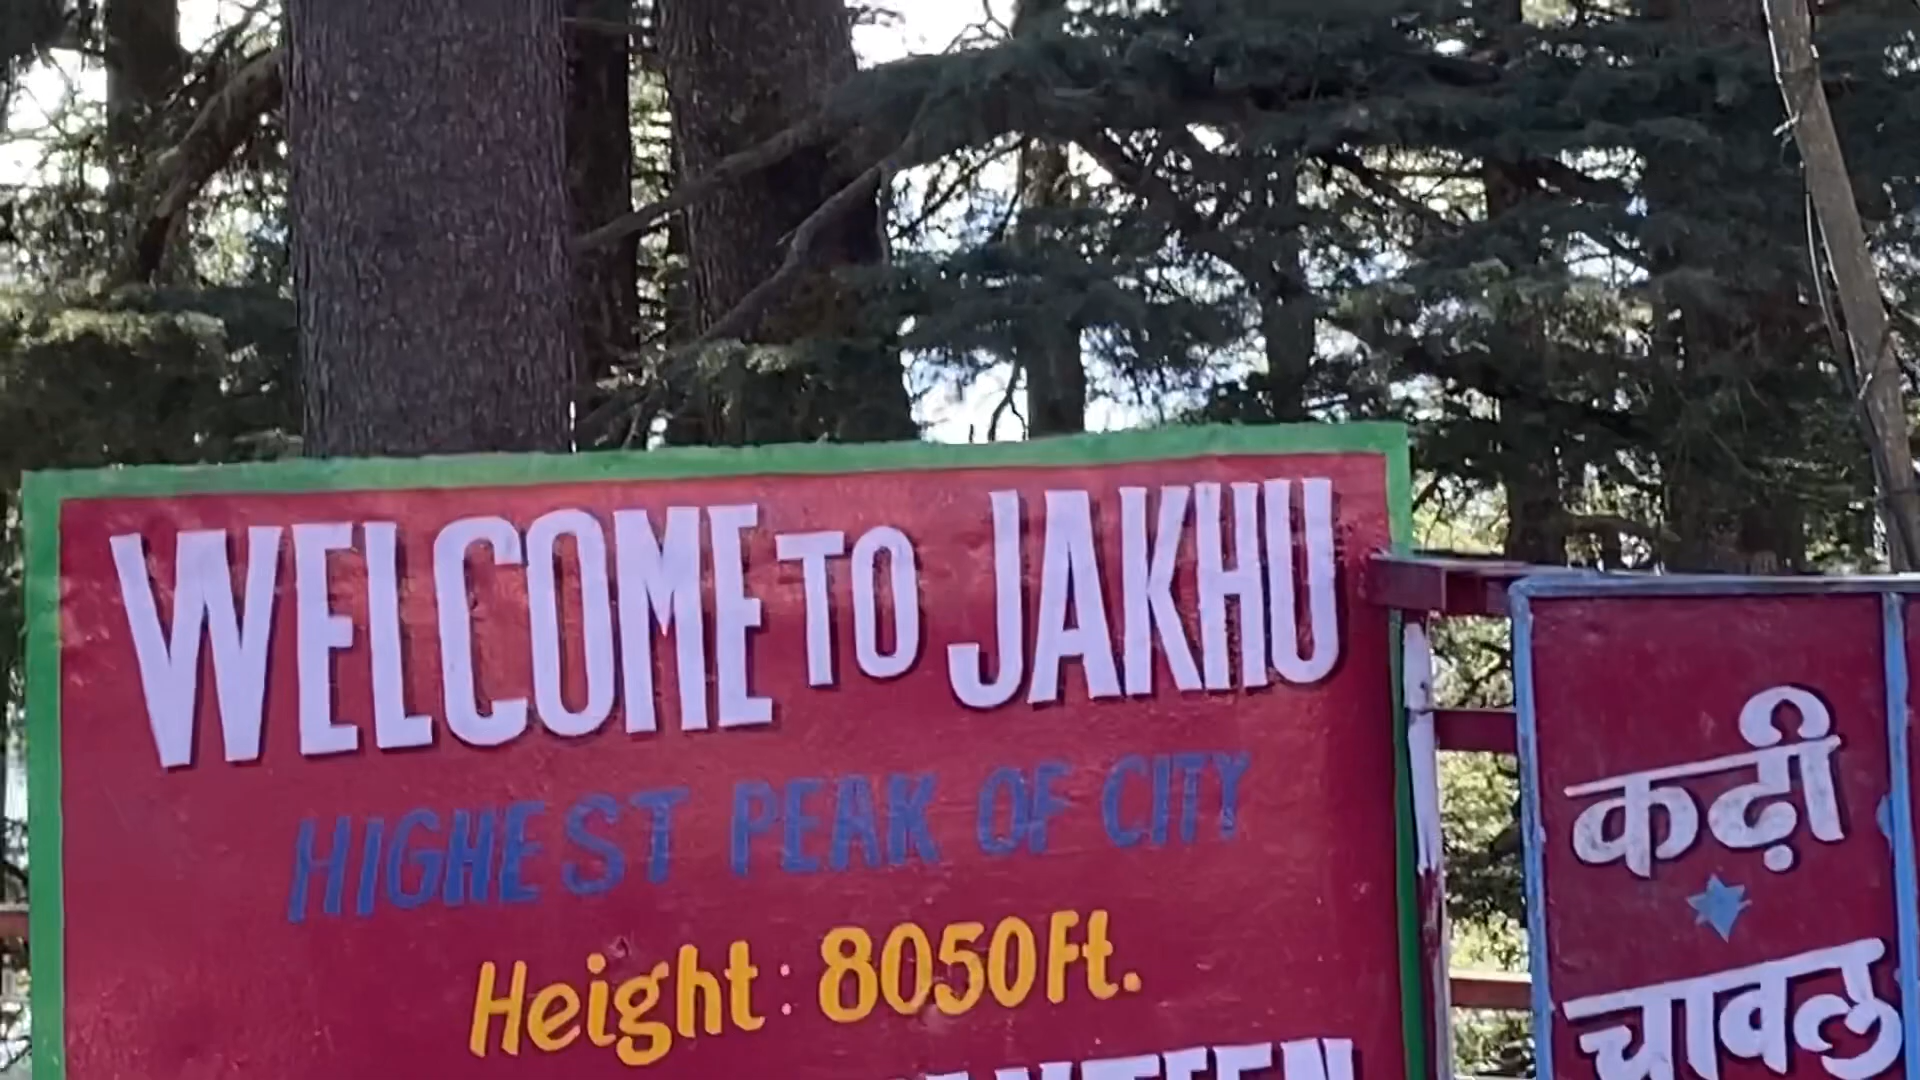 WELCOME TO JAKHU
HIGHEST PEAK OF CITY
Height: 8050Ft.
कढ़ी
चावल